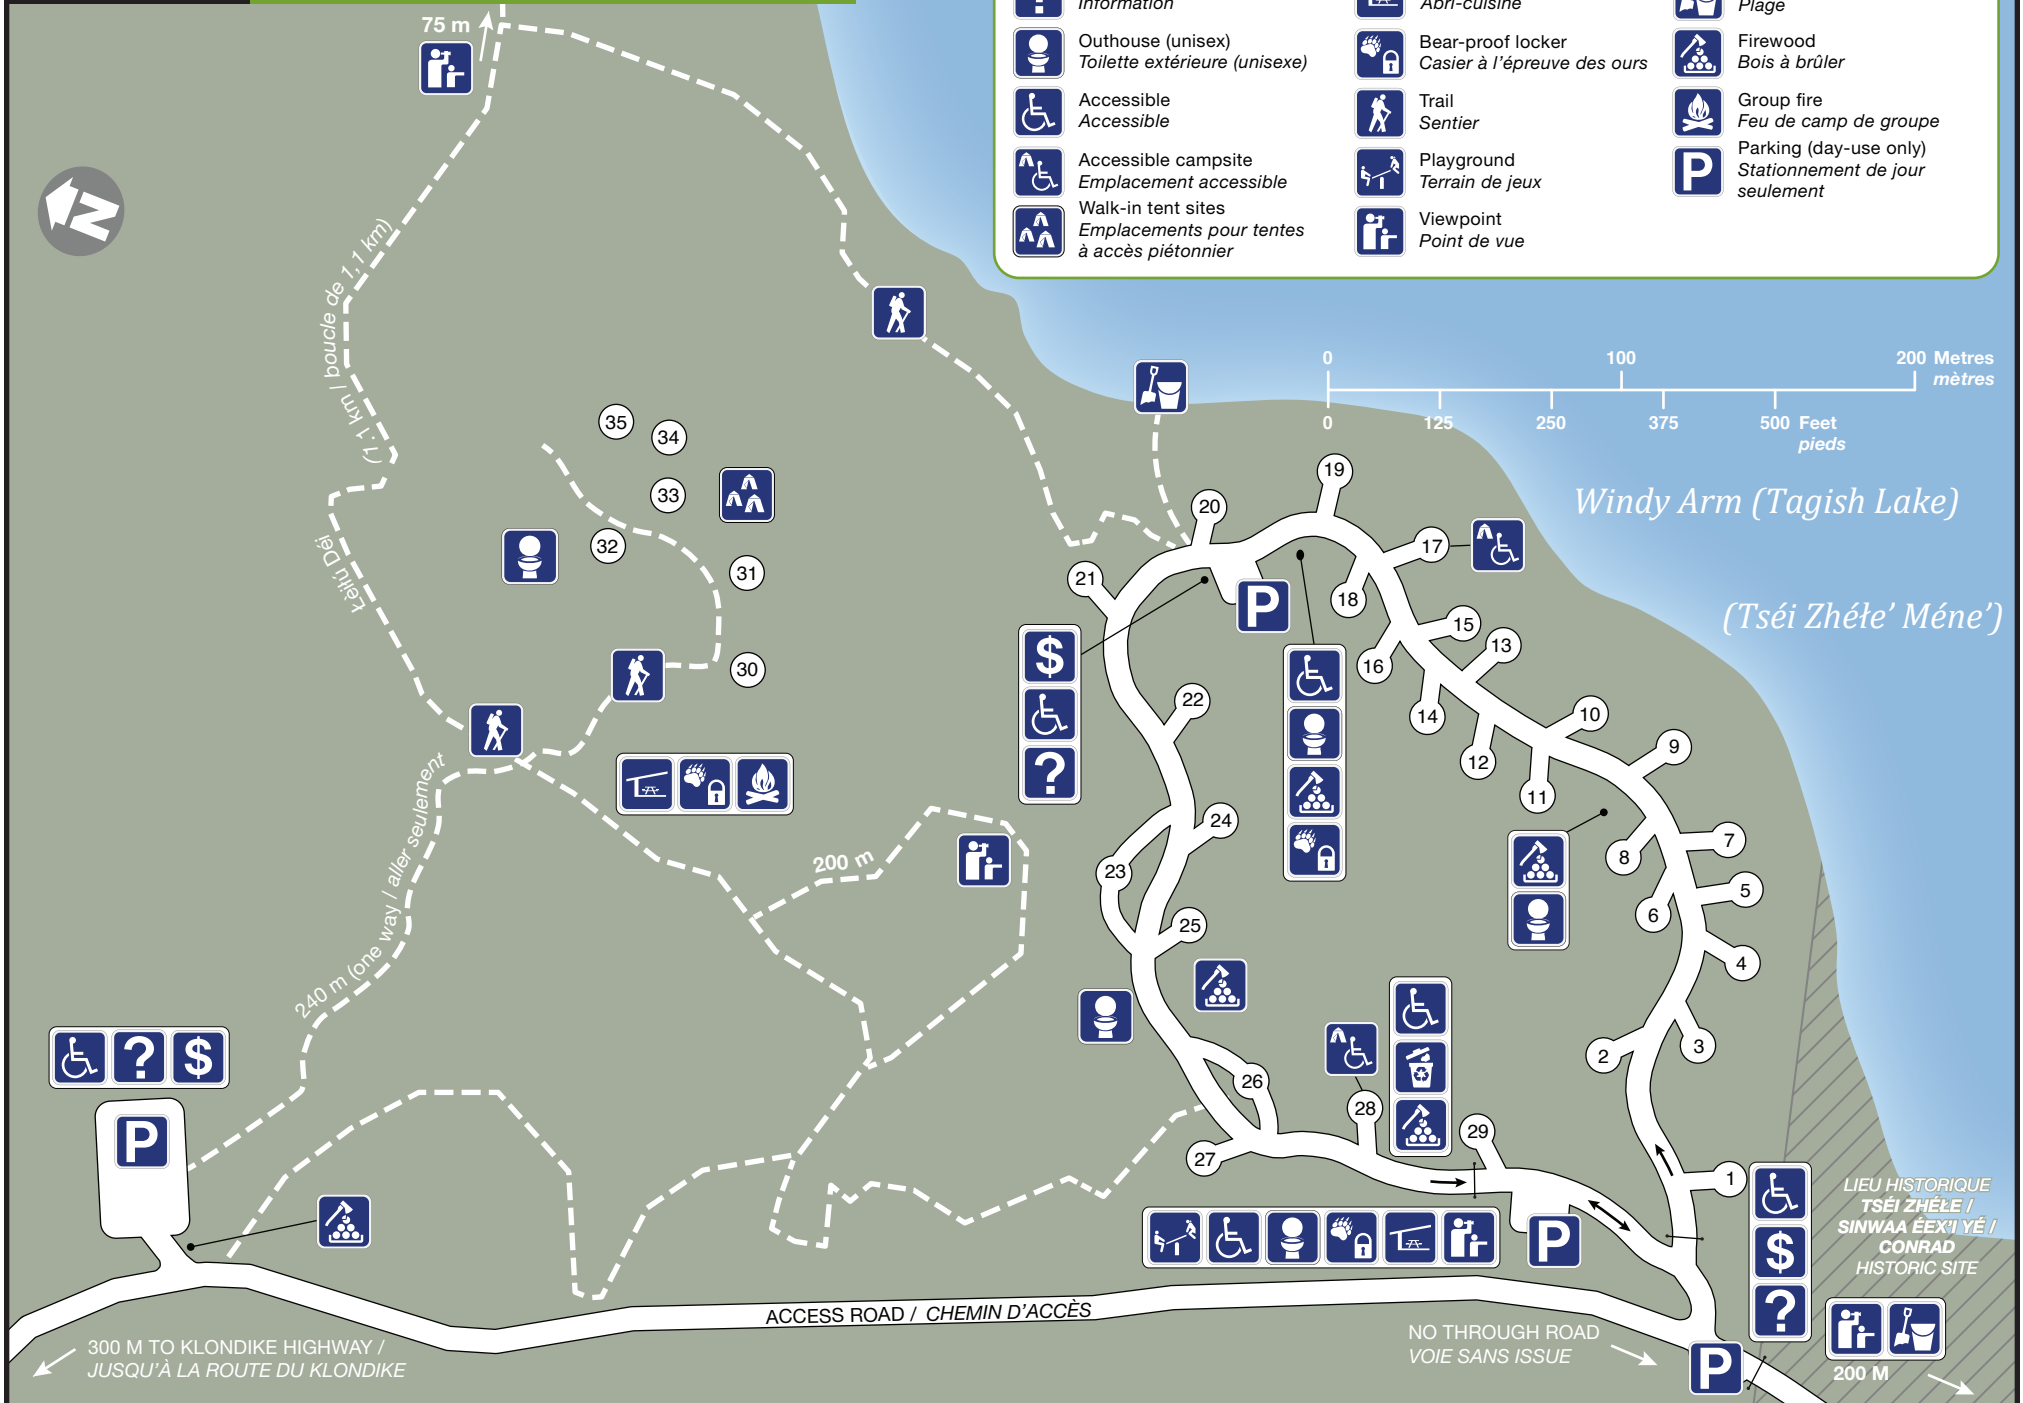 Information
Abri-cuisine
Plage
Outhouse (unisex)
Toilette extérieure (unisexe)
Bear-proof locker
Casier à l'épreuve des ours
Firewood
Bois à brûler
Accessible
Accessible
Trail
Sentier
Group fire
Feu de camp de groupe
Accessible campsite
Emplacement accessible
Playground
Terrain de jeux
P
Parking (day-use only)
Stationnement de jour
seulement
Walk-in tent sites
Emplacements pour tentes
à accès piétonnier
Viewpoint
Point de vue
75 m
N
(1.1 km / boucle de 1,1 km)
Łèitú Déi
0
100
200 Metres
mètres
0
125
250
375
500 Feet
pieds
Windy Arm (Tagish Lake)
(Tséi Zhéłe' Méne')
35
34
33
32
31
30
19
20
17
21
18
P
15
13
16
$
?
22
14
10
12
9
11
24
7
8
200 m
23
5
6
25
4
240 m (one way / aller seulement
2
3
26
28
29
27
1
? $
P
P
$
?
LIEU HISTORIQUE
TSÉI ZHÉŁE /
SINWAA ÉEX'I YÉ /
CONRAD
HISTORIC SITE
ACCESS ROAD / CHEMIN D'ACCÈS
300 M TO KLONDIKE HIGHWAY /
JUSQU'À LA ROUTE DU KLONDIKE
NO THROUGH ROAD
VOIE SANS ISSUE
P
200 M